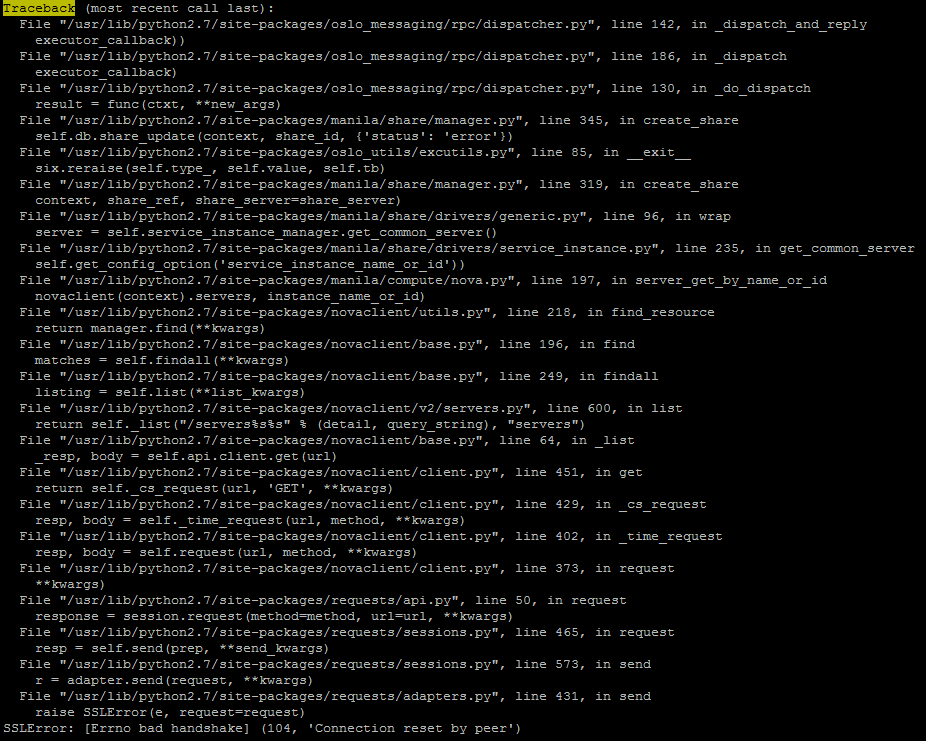 Traceback (most recent call last):
  File "/usr/lib/python2.7/site-packages/oslo_messaging/rpc/dispatcher.py", line 142, in _dispatch_and_reply
    executor_callback))
  File "/usr/lib/python2.7/site-packages/oslo_messaging/rpc/dispatcher.py", line 186, in _dispatch
    executor_callback)
  File "/usr/lib/python2.7/site-packages/oslo_messaging/rpc/dispatcher.py", line 130, in _do_dispatch
    result = func(ctxt, **new_args)
  File "/usr/lib/python2.7/site-packages/manila/share/manager.py", line 345, in create_share
    self.db.share_update(context, share_id, {'status': 'error'})
  File "/usr/lib/python2.7/site-packages/oslo_utils/excutils.py", line 85, in __exit__
    six.reraise(self.type_, self.value, self.tb)
  File "/usr/lib/python2.7/site-packages/manila/share/manager.py", line 319, in create_share
    context, share_ref, share_server=share_server)
  File "/usr/lib/python2.7/site-packages/manila/share/drivers/generic.py", line 96, in wrap
    server = self.service_instance_manager.get_common_server()
  File "/usr/lib/python2.7/site-packages/manila/share/drivers/service_instance.py", line 235, in get_common_server
    self.get_config_option('service_instance_name_or_id'))
  File "/usr/lib/python2.7/site-packages/manila/compute/nova.py", line 197, in server_get_by_name_or_id
    novaclient(context).servers, instance_name_or_id)
  File "/usr/lib/python2.7/site-packages/novaclient/utils.py", line 218, in find_resource
    return manager.find(**kwargs)
  File "/usr/lib/python2.7/site-packages/novaclient/base.py", line 196, in find
    matches = self.findall(**kwargs)
  File "/usr/lib/python2.7/site-packages/novaclient/base.py", line 249, in findall
    listing = self.list(**list_kwargs)
  File "/usr/lib/python2.7/site-packages/novaclient/v2/servers.py", line 600, in list
    return self._list("/servers%s%s" % (detail, query_string), "servers")
  File "/usr/lib/python2.7/site-packages/novaclient/base.py", line 64, in _list
    _resp, body = self.api.client.get(url)
  File "/usr/lib/python2.7/site-packages/novaclient/client.py", line 451, in get
    return self._cs_request(url, 'GET', **kwargs)
  File "/usr/lib/python2.7/site-packages/novaclient/client.py", line 429, in _cs_request
    resp, body = self._time_request(url, method, **kwargs)
  File "/usr/lib/python2.7/site-packages/novaclient/client.py", line 402, in _time_request
    resp, body = self.request(url, method, **kwargs)
  File "/usr/lib/python2.7/site-packages/novaclient/client.py", line 373, in request
    **kwargs)
  File "/usr/lib/python2.7/site-packages/requests/api.py", line 50, in request
    response = session.request(method=method, url=url, **kwargs)
  File "/usr/lib/python2.7/site-packages/requests/sessions.py", line 465, in request
    resp = self.send(prep, **send_kwargs)
  File "/usr/lib/python2.7/site-packages/requests/sessions.py", line 573, in send
    r = adapter.send(request, **kwargs)
  File "/usr/lib/python2.7/site-packages/requests/adapters.py", line 431, in send
    raise SSLError(e, request=request)
SSLError: [Errno bad handshake] (104, 'Connection reset by peer')